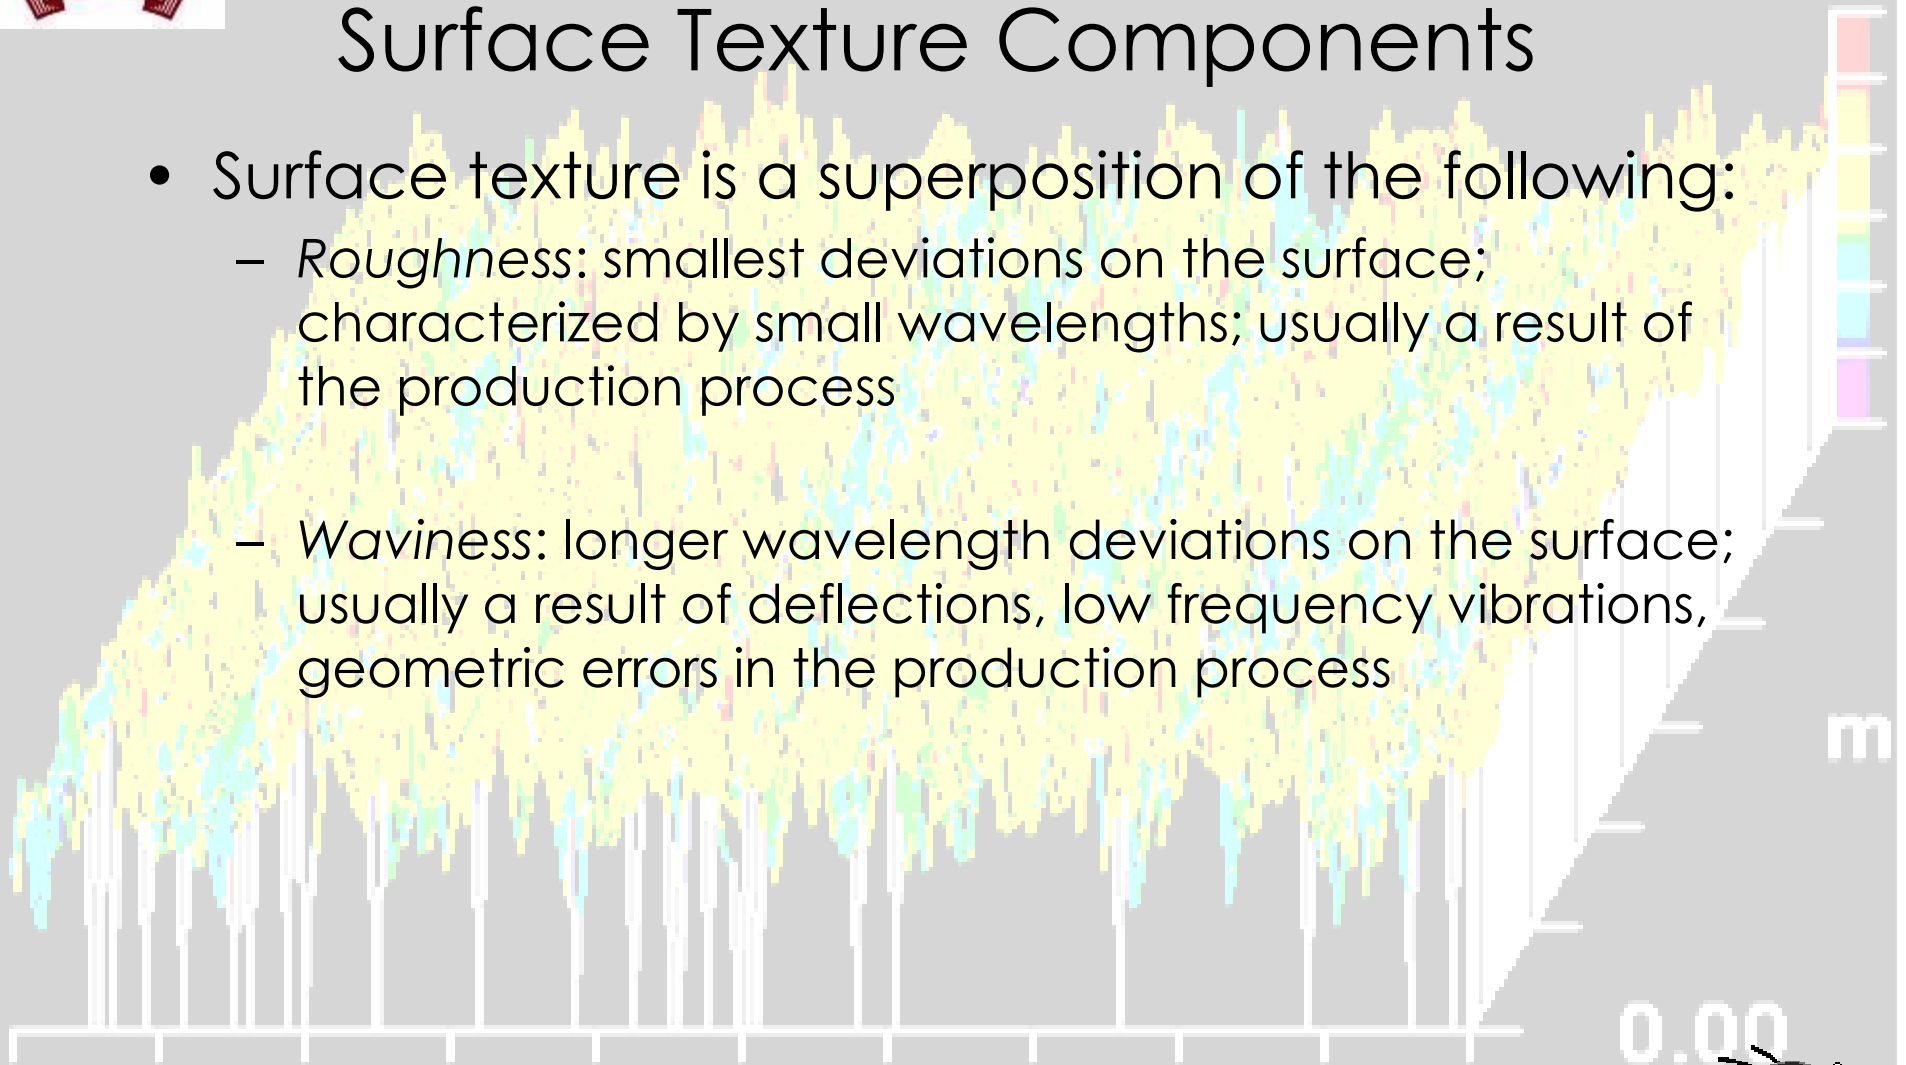 Surface Texture Components
• Surface texture is a superposition of the following:
– Roughness: smallest deviations on the surface;
characterized by small wavelengths; usually a result of
the production process
– Waviness: longer wavelength deviations on the surface;
usually a result of deflections, low frequency vibrations,
geometric errors in the production process
m
0.00